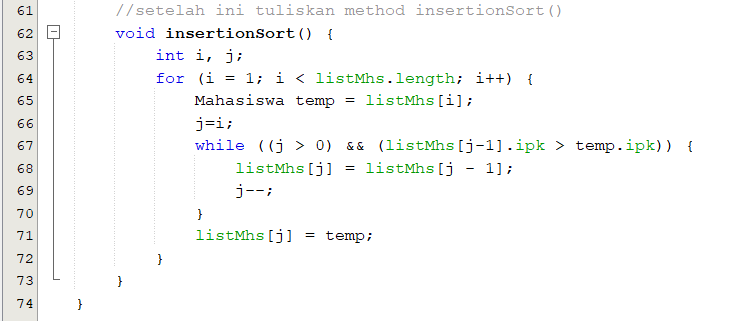 61 //setelah ini tuliskan method insertionSort()
62 void insertionSort() {
63 int i, j;
64 for (i = 1; i < listMhs.length; i++) {
65 Mahasiswa temp = listMhs[i];
66 j=i;
67 while ((j > 0) && (listMhs[j-1].ipk > temp.ipk)) {
68 listMhs[j] = listMhs[j - 1];
69 j--;
70 }
71 listMhs[j] = temp;
72 }
73 }
74 }